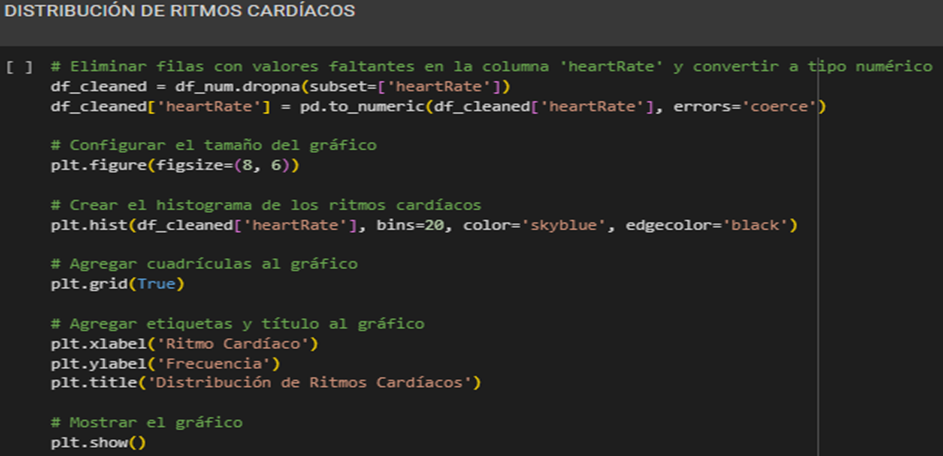 DISTRIBUCIÓN DE RITMOS CARDÍACOS
[ ] # Eliminar filas con valores faltantes en la columna 'heartRate' y convertir a tipo numérico
df_cleaned = df_num.dropna(subset=['heartRate'])
df_cleaned['heartRate'] = pd.to_numeric(df_cleaned['heartRate'], errors='coerce')
# Configurar el tamaño del gráfico
plt.figure(figsize=(8, 6))
# Crear el histograma de los ritmos cardíacos
plt.hist(df_cleaned['heartRate'], bins=20, color='skyblue', edgecolor='black')
# Agregar cuadrículas al gráfico
plt.grid(True)
# Agregar etiquetas y título al gráfico
plt.xlabel('Ritmo Cardíaco')
plt.ylabel('Frecuencia')
plt.title('Distribución de Ritmos Cardíacos')
# Mostrar el gráfico
plt.show()